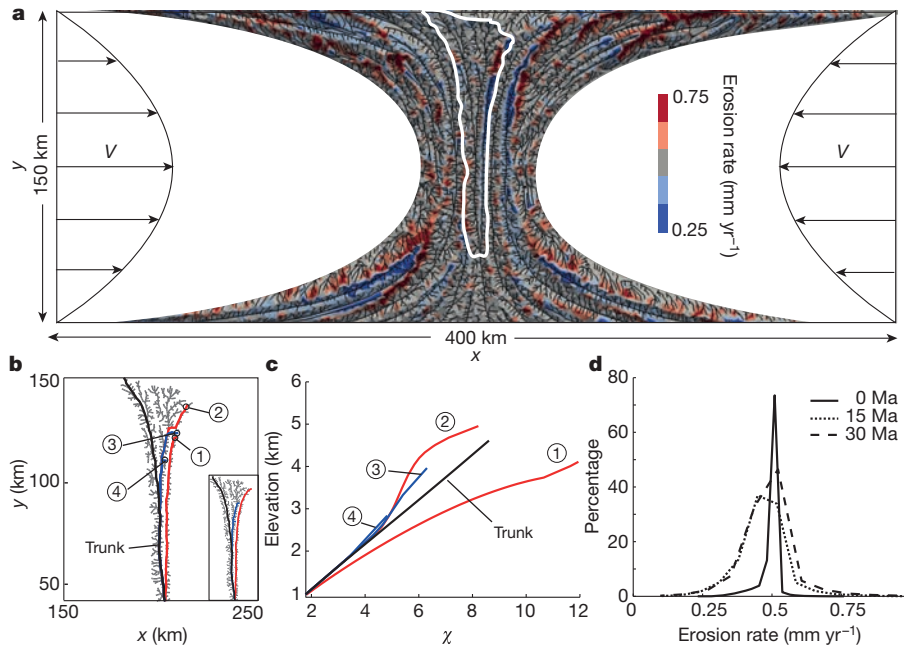 a
y
150 km
V
V
Erosion rate (mm yr⁻¹)
0.75
0.25
400 km
x
b
150
100
50
y (km)
150
250
x (km)
①
②
③
④
Trunk
c
6
5
4
3
2
1
Elevation (km)
2
4
6
8
10
12
χ
①
②
③
④
Trunk
d
80
60
40
20
0
Percentage
0 Ma
15 Ma
30 Ma
0.25
0.5
0.75
Erosion rate (mm yr⁻¹)